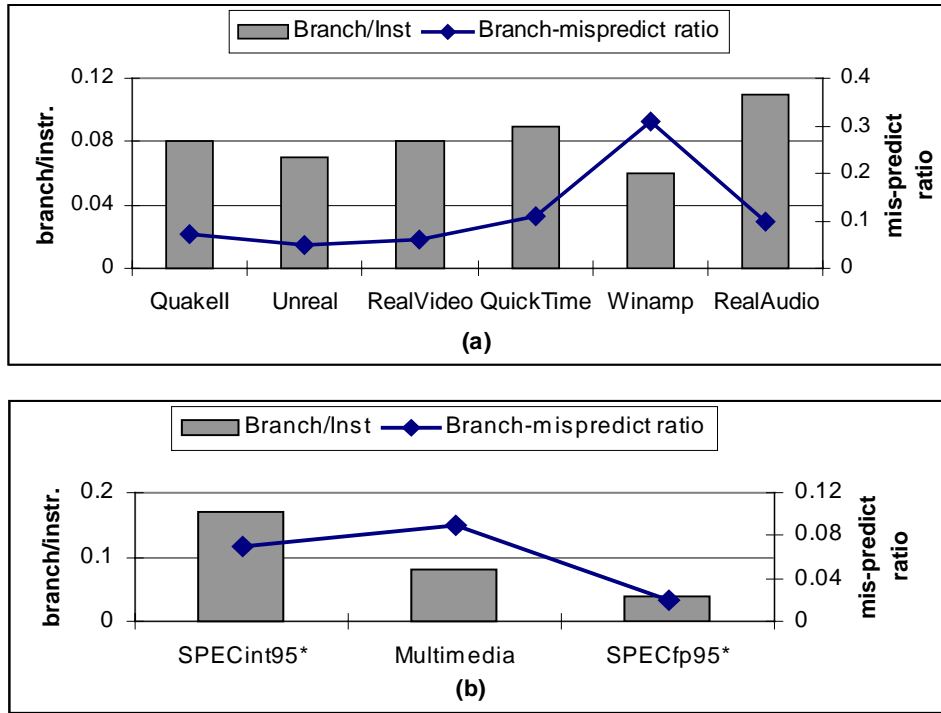 Branch/Inst Branch-mispredict ratio
0.12 0.4
0.08 0.3
0.04 0.2
0 0.1
0
branch/instr.
mis-predict
ratio
QuakeII Unreal RealVideo QuickTime Winamp RealAudio
(a)
Branch/Inst Branch-mispredict ratio
0.2 0.12
0.1 0.08
0 0.04
0
branch/instr.
mis-predict
ratio
SPECint95* Multimedia SPECfp95*
(b)